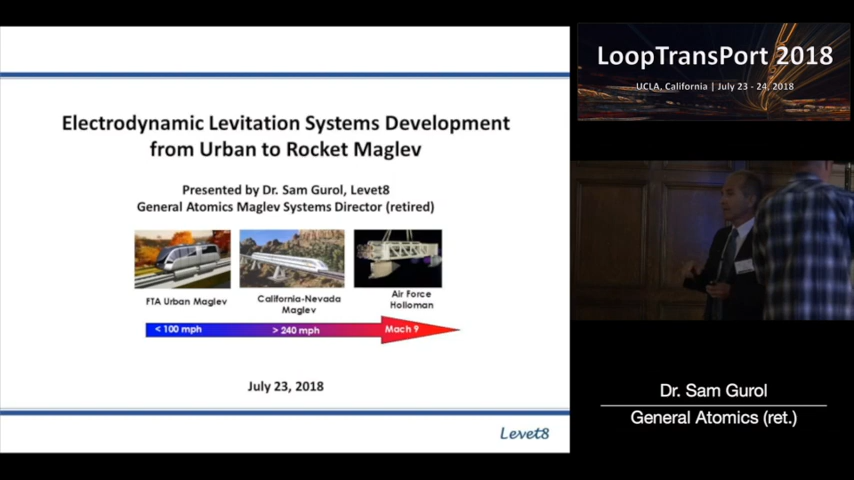 Electrodynamic Levitation Systems Development
from Urban to Rocket Maglev
Presented by Dr. Sam Gurol, Levet8
General Atomics Maglev Systems Director (retired)
FTA Urban Maglev
California-Nevada
Maglev
Air Force
Holloman
< 100 mph
> 240 mph
Mach 9
July 23, 2018
Levet8
LoopTransPort 2018
UCLA, California | July 23 - 24, 2018
Dr. Sam Gurol
General Atomics (ret.)